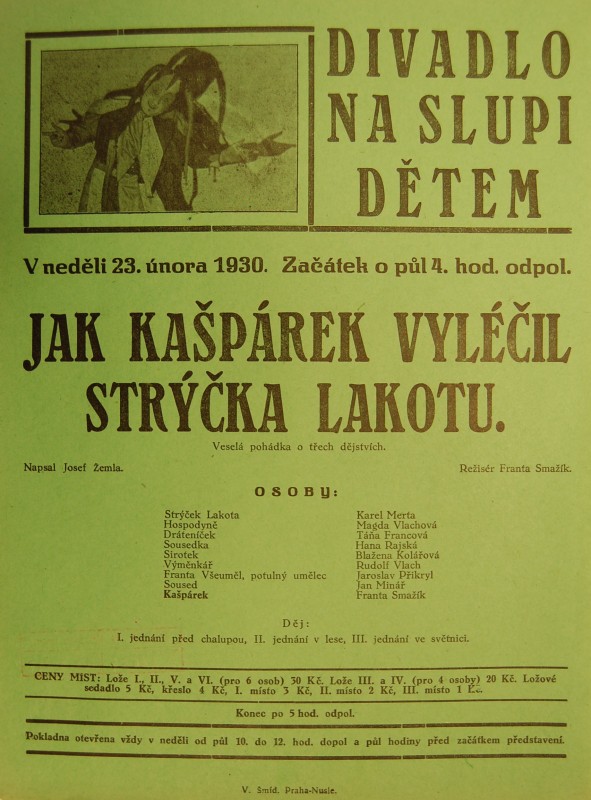 DIVADLO
NA SLUPI
DĚTEM
V neděli 23. února 1930. Začátek o půl 4. hod. odpol.
JAK KAŠPÁREK VYLÉČIL
STRÝČKA LAKOTU.
Veselá pohádka o třech dějstvích.
Napsal Josef Žemla. Režisér Franta Smažík.
OSOBY:
Strýček Lakota Karel Merta
Hospodyně Magda Vlachová
Dráteníček Táňa Francová
Sousedka Hana Rajská
Sirotek Blažena Kolářová
Výměnkář Rudolf Vlach
Franta Všeuměl, potulný umělec Jaroslav Přikryl
Soused Jan Minář
Kašpárek Franta Smažík
Děj:
I. jednání před chalupou, II. jednání v lese, III. jednání ve světnici.
CENY MÍST: Lože I., II., V. a VI. (pro 6 osob) 30 Kč. Lože III. a IV. (pro 4 osoby) 20 Kč. Ložové
sedadlo 5 Kč, křeslo 4 Kč, I. místo 3 Kč, II. místo 2 Kč, III. místo 1 Kč.
Konec po 5 hod. odpol.
Pokladna otevřena vždy v neděli od půl 10. do 12. hod. dopol a půl hodiny před začátkem představení.
V. Šmíd, Praha-Nusle.